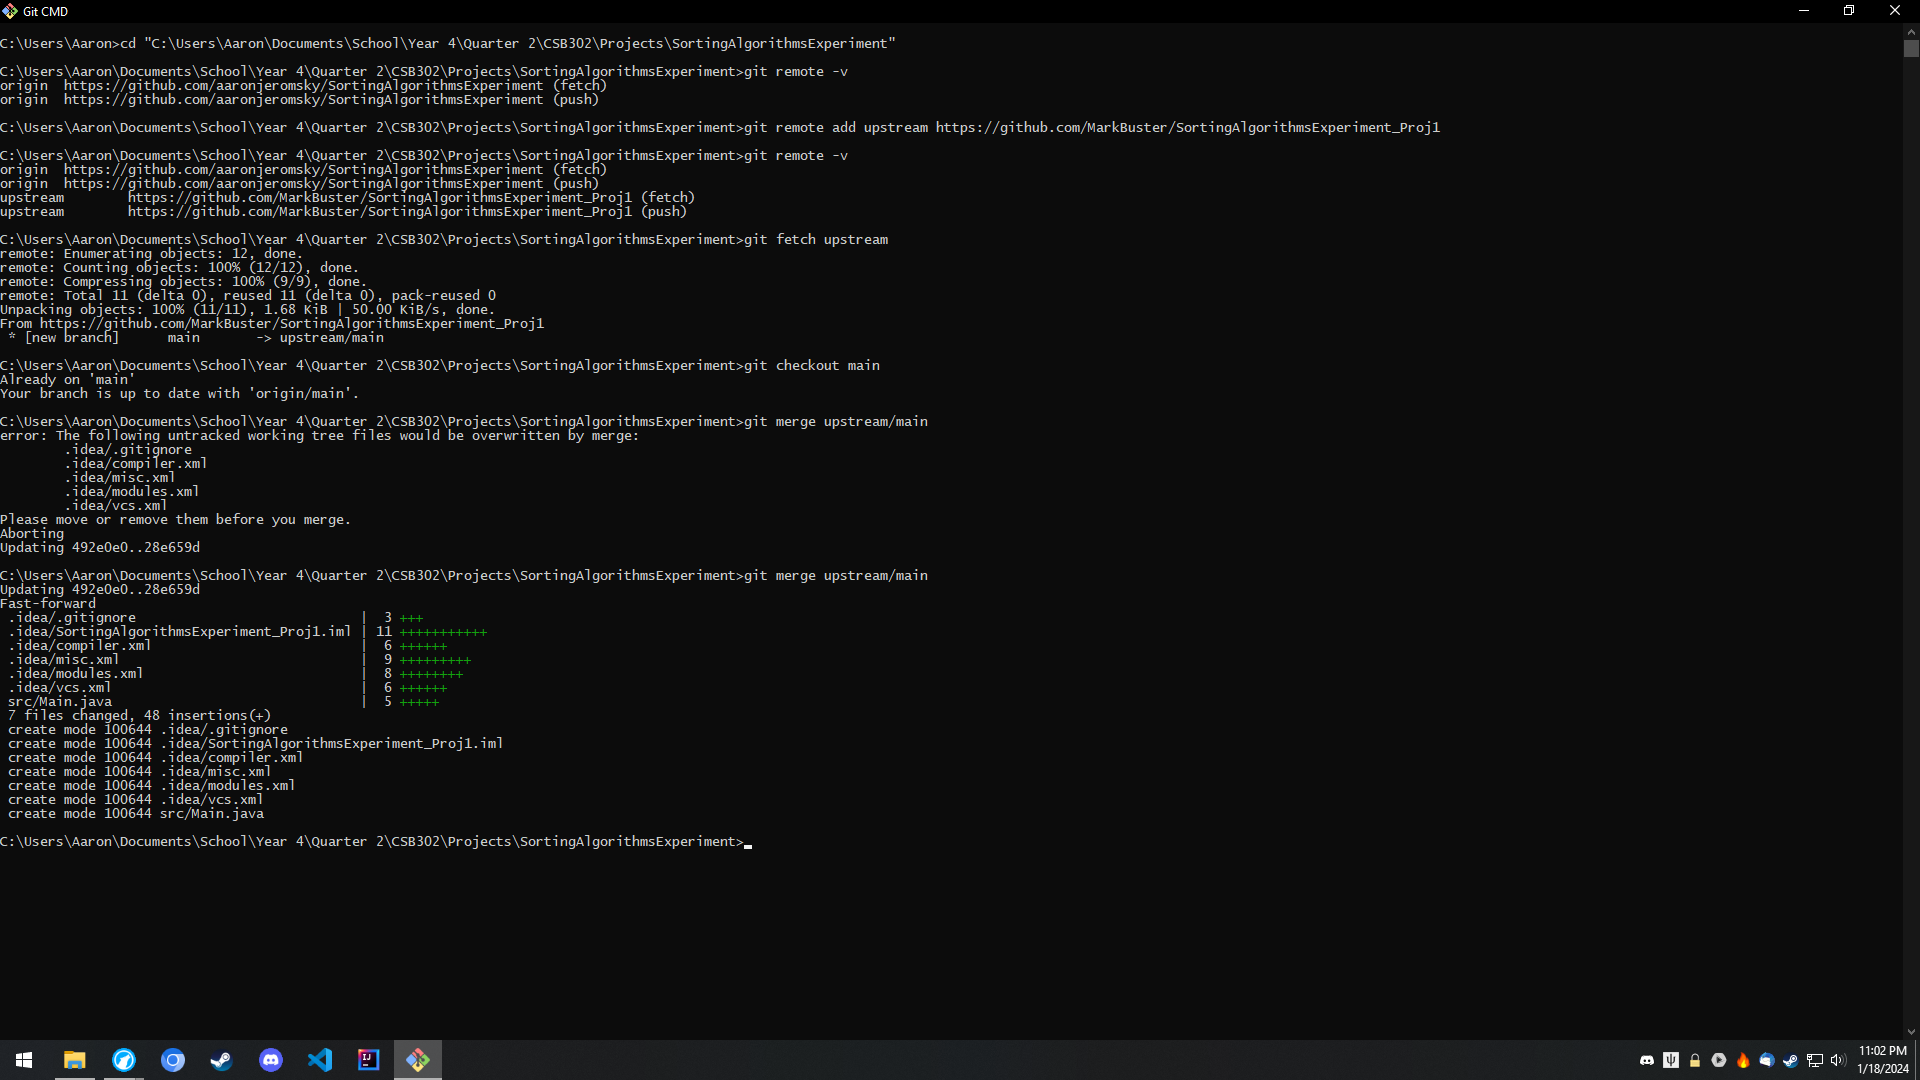 Git CMD
C:\Users\Aaron>cd "C:\Users\Aaron\Documents\School\Year 4\Quarter 2\CSB302\Projects\SortingAlgorithmsExperiment"
C:\Users\Aaron\Documents\School\Year 4\Quarter 2\CSB302\Projects\SortingAlgorithmsExperiment>git remote -v
origin  https://github.com/aaronjeromsky/SortingAlgorithmsExperiment (fetch)
origin  https://github.com/aaronjeromsky/SortingAlgorithmsExperiment (push)
C:\Users\Aaron\Documents\School\Year 4\Quarter 2\CSB302\Projects\SortingAlgorithmsExperiment>git remote add upstream https://github.com/MarkBuster/SortingAlgorithmsExperiment_Proj1
C:\Users\Aaron\Documents\School\Year 4\Quarter 2\CSB302\Projects\SortingAlgorithmsExperiment>git remote -v
origin  https://github.com/aaronjeromsky/SortingAlgorithmsExperiment (fetch)
origin  https://github.com/aaronjeromsky/SortingAlgorithmsExperiment (push)
upstream        https://github.com/MarkBuster/SortingAlgorithmsExperiment_Proj1 (fetch)
upstream        https://github.com/MarkBuster/SortingAlgorithmsExperiment_Proj1 (push)
C:\Users\Aaron\Documents\School\Year 4\Quarter 2\CSB302\Projects\SortingAlgorithmsExperiment>git fetch upstream
remote: Enumerating objects: 12, done.
remote: Counting objects: 100% (12/12), done.
remote: Compressing objects: 100% (9/9), done.
remote: Total 11 (delta 0), reused 11 (delta 0), pack-reused 0
Unpacking objects: 100% (11/11), 1.68 KiB | 50.00 KiB/s, done.
From https://github.com/MarkBuster/SortingAlgorithmsExperiment_Proj1
 * [new branch]      main       -> upstream/main
C:\Users\Aaron\Documents\School\Year 4\Quarter 2\CSB302\Projects\SortingAlgorithmsExperiment>git checkout main
Already on 'main'
Your branch is up to date with 'origin/main'.
C:\Users\Aaron\Documents\School\Year 4\Quarter 2\CSB302\Projects\SortingAlgorithmsExperiment>git merge upstream/main
error: The following untracked working tree files would be overwritten by merge:
        .idea/.gitignore
        .idea/compiler.xml
        .idea/misc.xml
        .idea/modules.xml
        .idea/vcs.xml
Please move or remove them before you merge.
Aborting
Updating 492e0e0..28e659d
C:\Users\Aaron\Documents\School\Year 4\Quarter 2\CSB302\Projects\SortingAlgorithmsExperiment>git merge upstream/main
Updating 492e0e0..28e659d
Fast-forward
 .idea/.gitignore                            |  3 +++
 .idea/SortingAlgorithmsExperiment_Proj1.iml | 11 +++++++++++
 .idea/compiler.xml                          |  6 ++++++
 .idea/misc.xml                              |  9 +++++++++
 .idea/modules.xml                           |  8 ++++++++
 .idea/vcs.xml                               |  6 ++++++
 src/Main.java                               |  5 +++++
 7 files changed, 48 insertions(+)
 create mode 100644 .idea/.gitignore
 create mode 100644 .idea/SortingAlgorithmsExperiment_Proj1.iml
 create mode 100644 .idea/compiler.xml
 create mode 100644 .idea/misc.xml
 create mode 100644 .idea/modules.xml
 create mode 100644 .idea/vcs.xml
 create mode 100644 src/Main.java
C:\Users\Aaron\Documents\School\Year 4\Quarter 2\CSB302\Projects\SortingAlgorithmsExperiment>
11:02 PM
1/18/2024